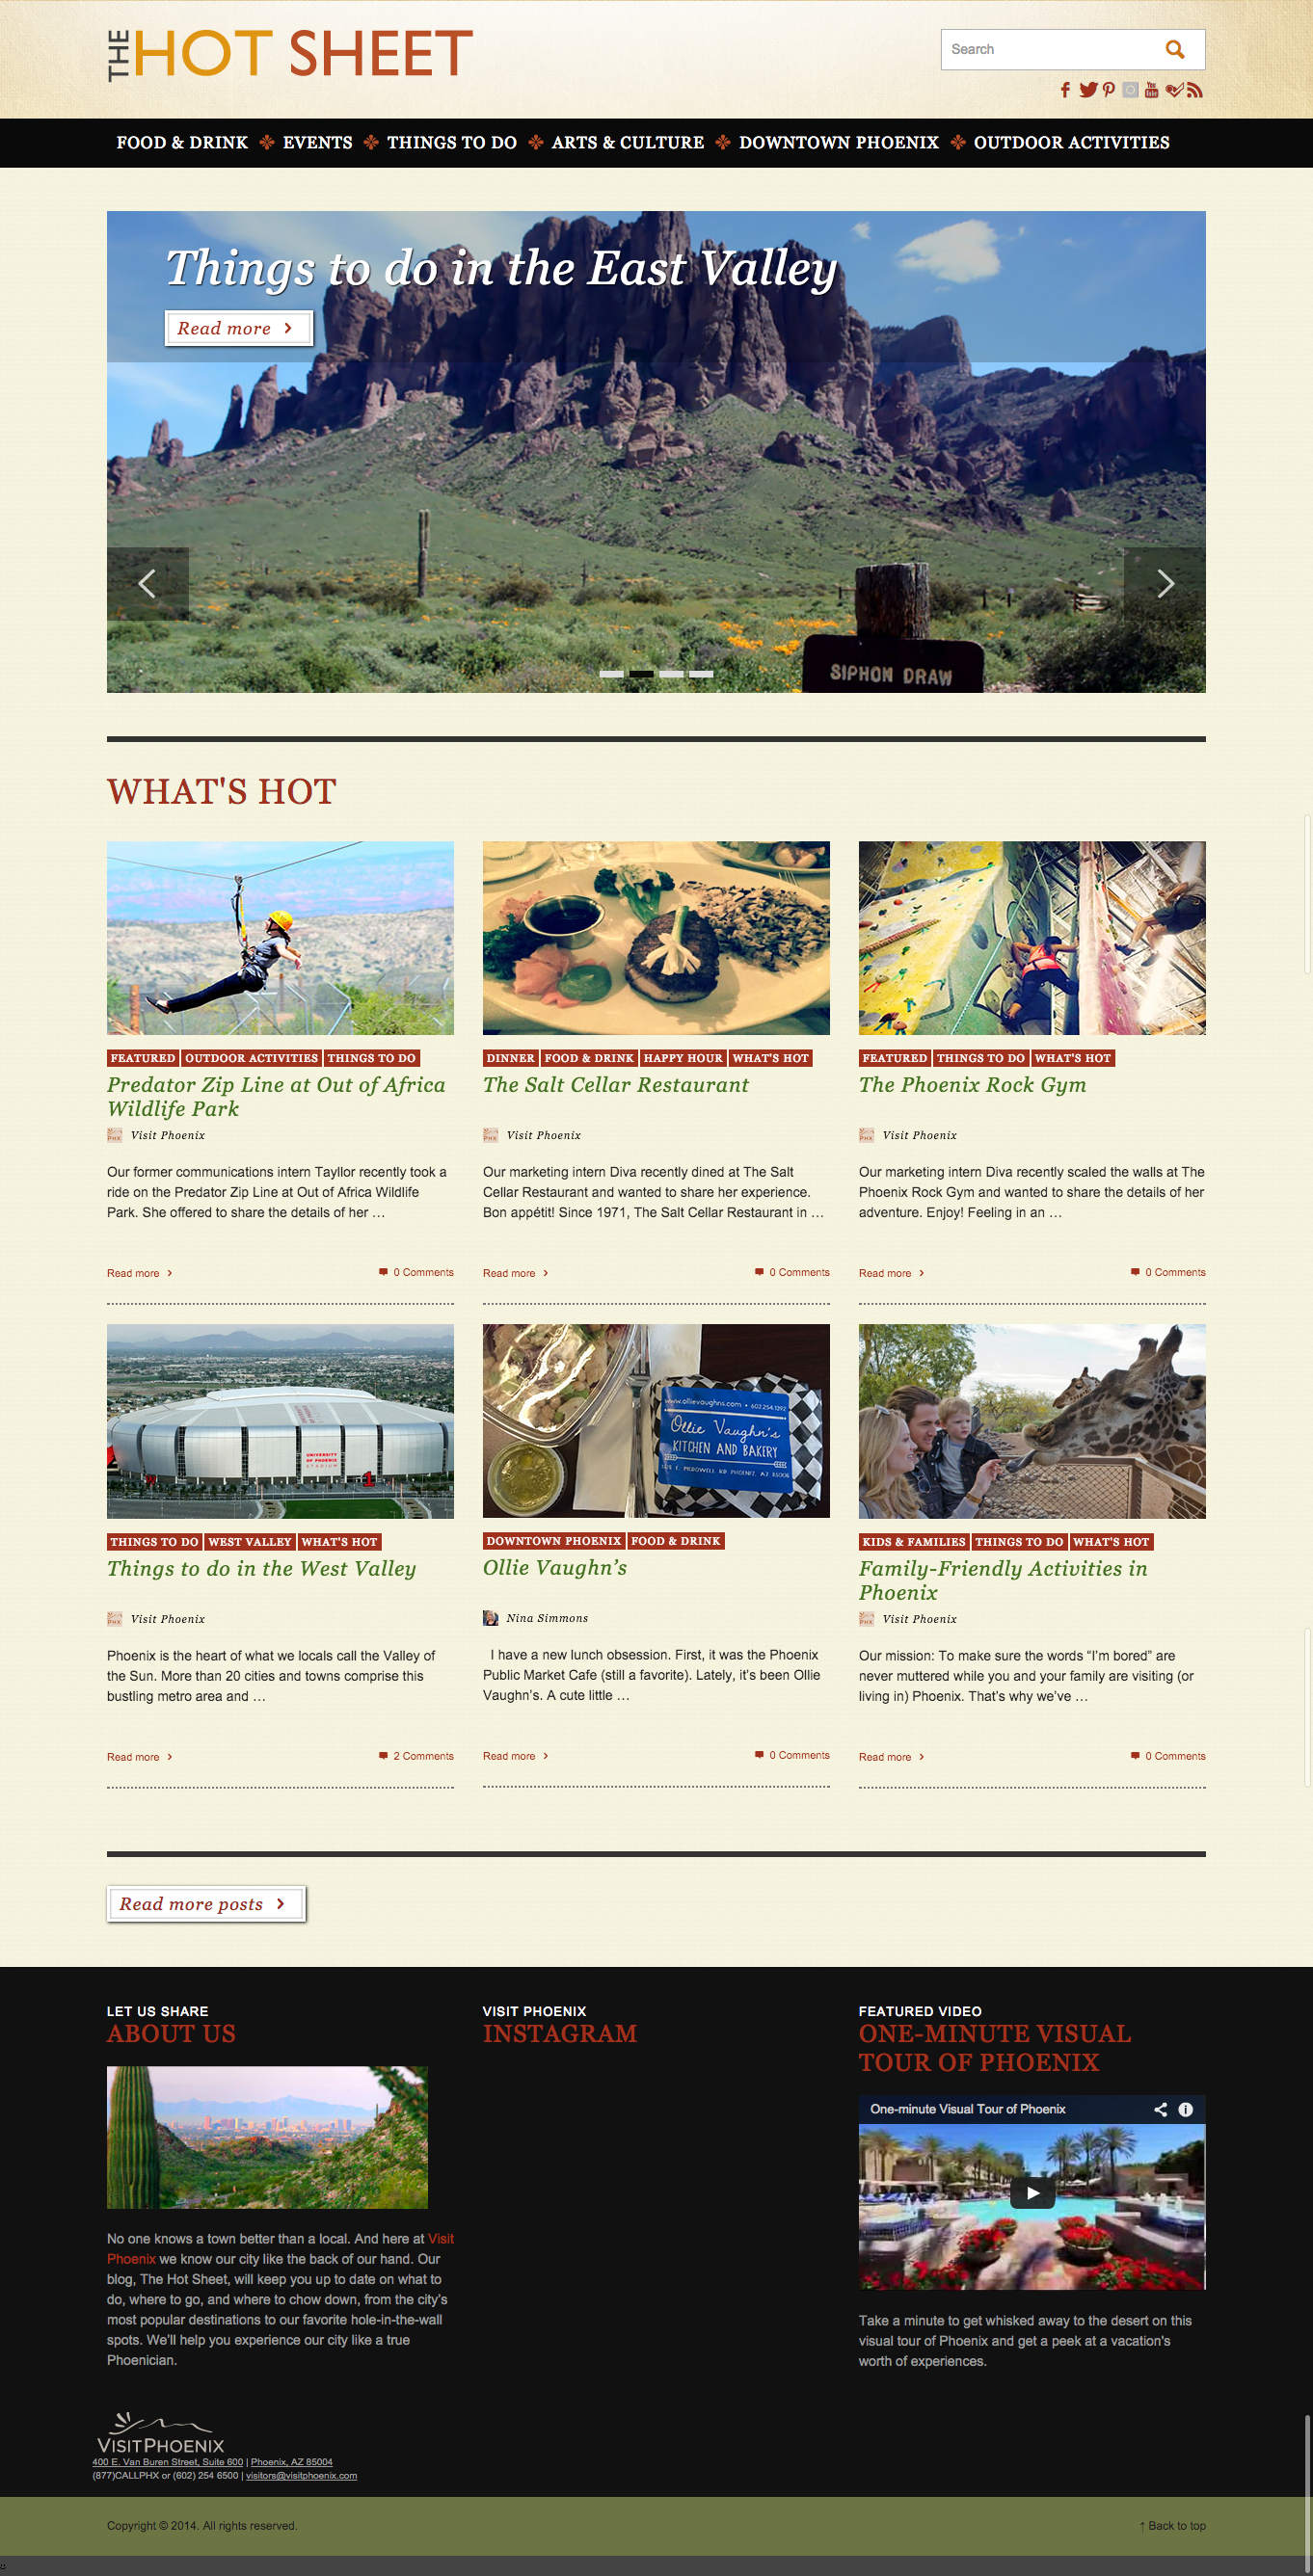 THE HOT SHEET
Search
FOOD & DRINK EVENTS THINGS TO DO ARTS & CULTURE DOWNTOWN PHOENIX OUTDOOR ACTIVITIES
Things to do in the East Valley
Read more
SIPHON DRAW
WHAT'S HOT
FEATURED OUTDOOR ACTIVITIES THINGS TO DO
Predator Zip Line at Out of Africa
Wildlife Park
Visit Phoenix
Our former communications intern Tayllor recently took a
ride on the Predator Zip Line at Out of Africa Wildlife
Park. She offered to share the details of her …
Read more
0 Comments
DINNER FOOD & DRINK HAPPY HOUR WHAT'S HOT
The Salt Cellar Restaurant
Visit Phoenix
Our marketing intern Diva recently dined at The Salt
Cellar Restaurant and wanted to share her experience.
Bon appétit! Since 1971, The Salt Cellar Restaurant in …
Read more
0 Comments
FEATURED THINGS TO DO WHAT'S HOT
The Phoenix Rock Gym
Visit Phoenix
Our marketing intern Diva recently scaled the walls at The
Phoenix Rock Gym and wanted to share the details of her
adventure. Enjoy! Feeling in an …
Read more
0 Comments
UNIVERSITY
OF PHOENIX
STADIUM
1
THINGS TO DO WEST VALLEY WHAT'S HOT
Things to do in the West Valley
Visit Phoenix
Phoenix is the heart of what we locals call the Valley of
the Sun. More than 20 cities and towns comprise this
bustling metro area and …
Read more
2 Comments
www.ollievaughns.com • 602.254.1392
Ollie Vaughn's
KITCHEN AND BAKERY
E. MCDOWELL RD PHOENIX, AZ 85006
DOWNTOWN PHOENIX FOOD & DRINK
Ollie Vaughn’s
Nina Simmons
I have a new lunch obsession. First, it was the Phoenix
Public Market Cafe (still a favorite). Lately, it’s been Ollie
Vaughn’s. A cute little …
Read more
0 Comments
KIDS & FAMILIES THINGS TO DO WHAT'S HOT
Family-Friendly Activities in
Phoenix
Visit Phoenix
Our mission: To make sure the words “I’m bored” are
never muttered while you and your family are visiting (or
living in) Phoenix. That’s why we’ve …
Read more
0 Comments
Read more posts
LET US SHARE
ABOUT US
No one knows a town better than a local. And here at Visit
Phoenix we know our city like the back of our hand. Our
blog, The Hot Sheet, will keep you up to date on what to
do, where to go, and where to chow down, from the city's
most popular destinations to our favorite hole-in-the-wall
spots. We'll help you experience our city like a true
Phoenician.
VISIT PHOENIX
INSTAGRAM
FEATURED VIDEO
ONE-MINUTE VISUAL
TOUR OF PHOENIX
One-minute Visual Tour of Phoenix
Take a minute to get whisked away to the desert on this
visual tour of Phoenix and get a peek at a vacation's
worth of experiences.
VISITPHOENIX
400 E. Van Buren Street, Suite 600 | Phoenix, AZ 85004
(877)CALLPHX or (602) 254 6500 | visitors@visitphoenix.com
Copyright © 2014. All rights reserved.
↑ Back to top